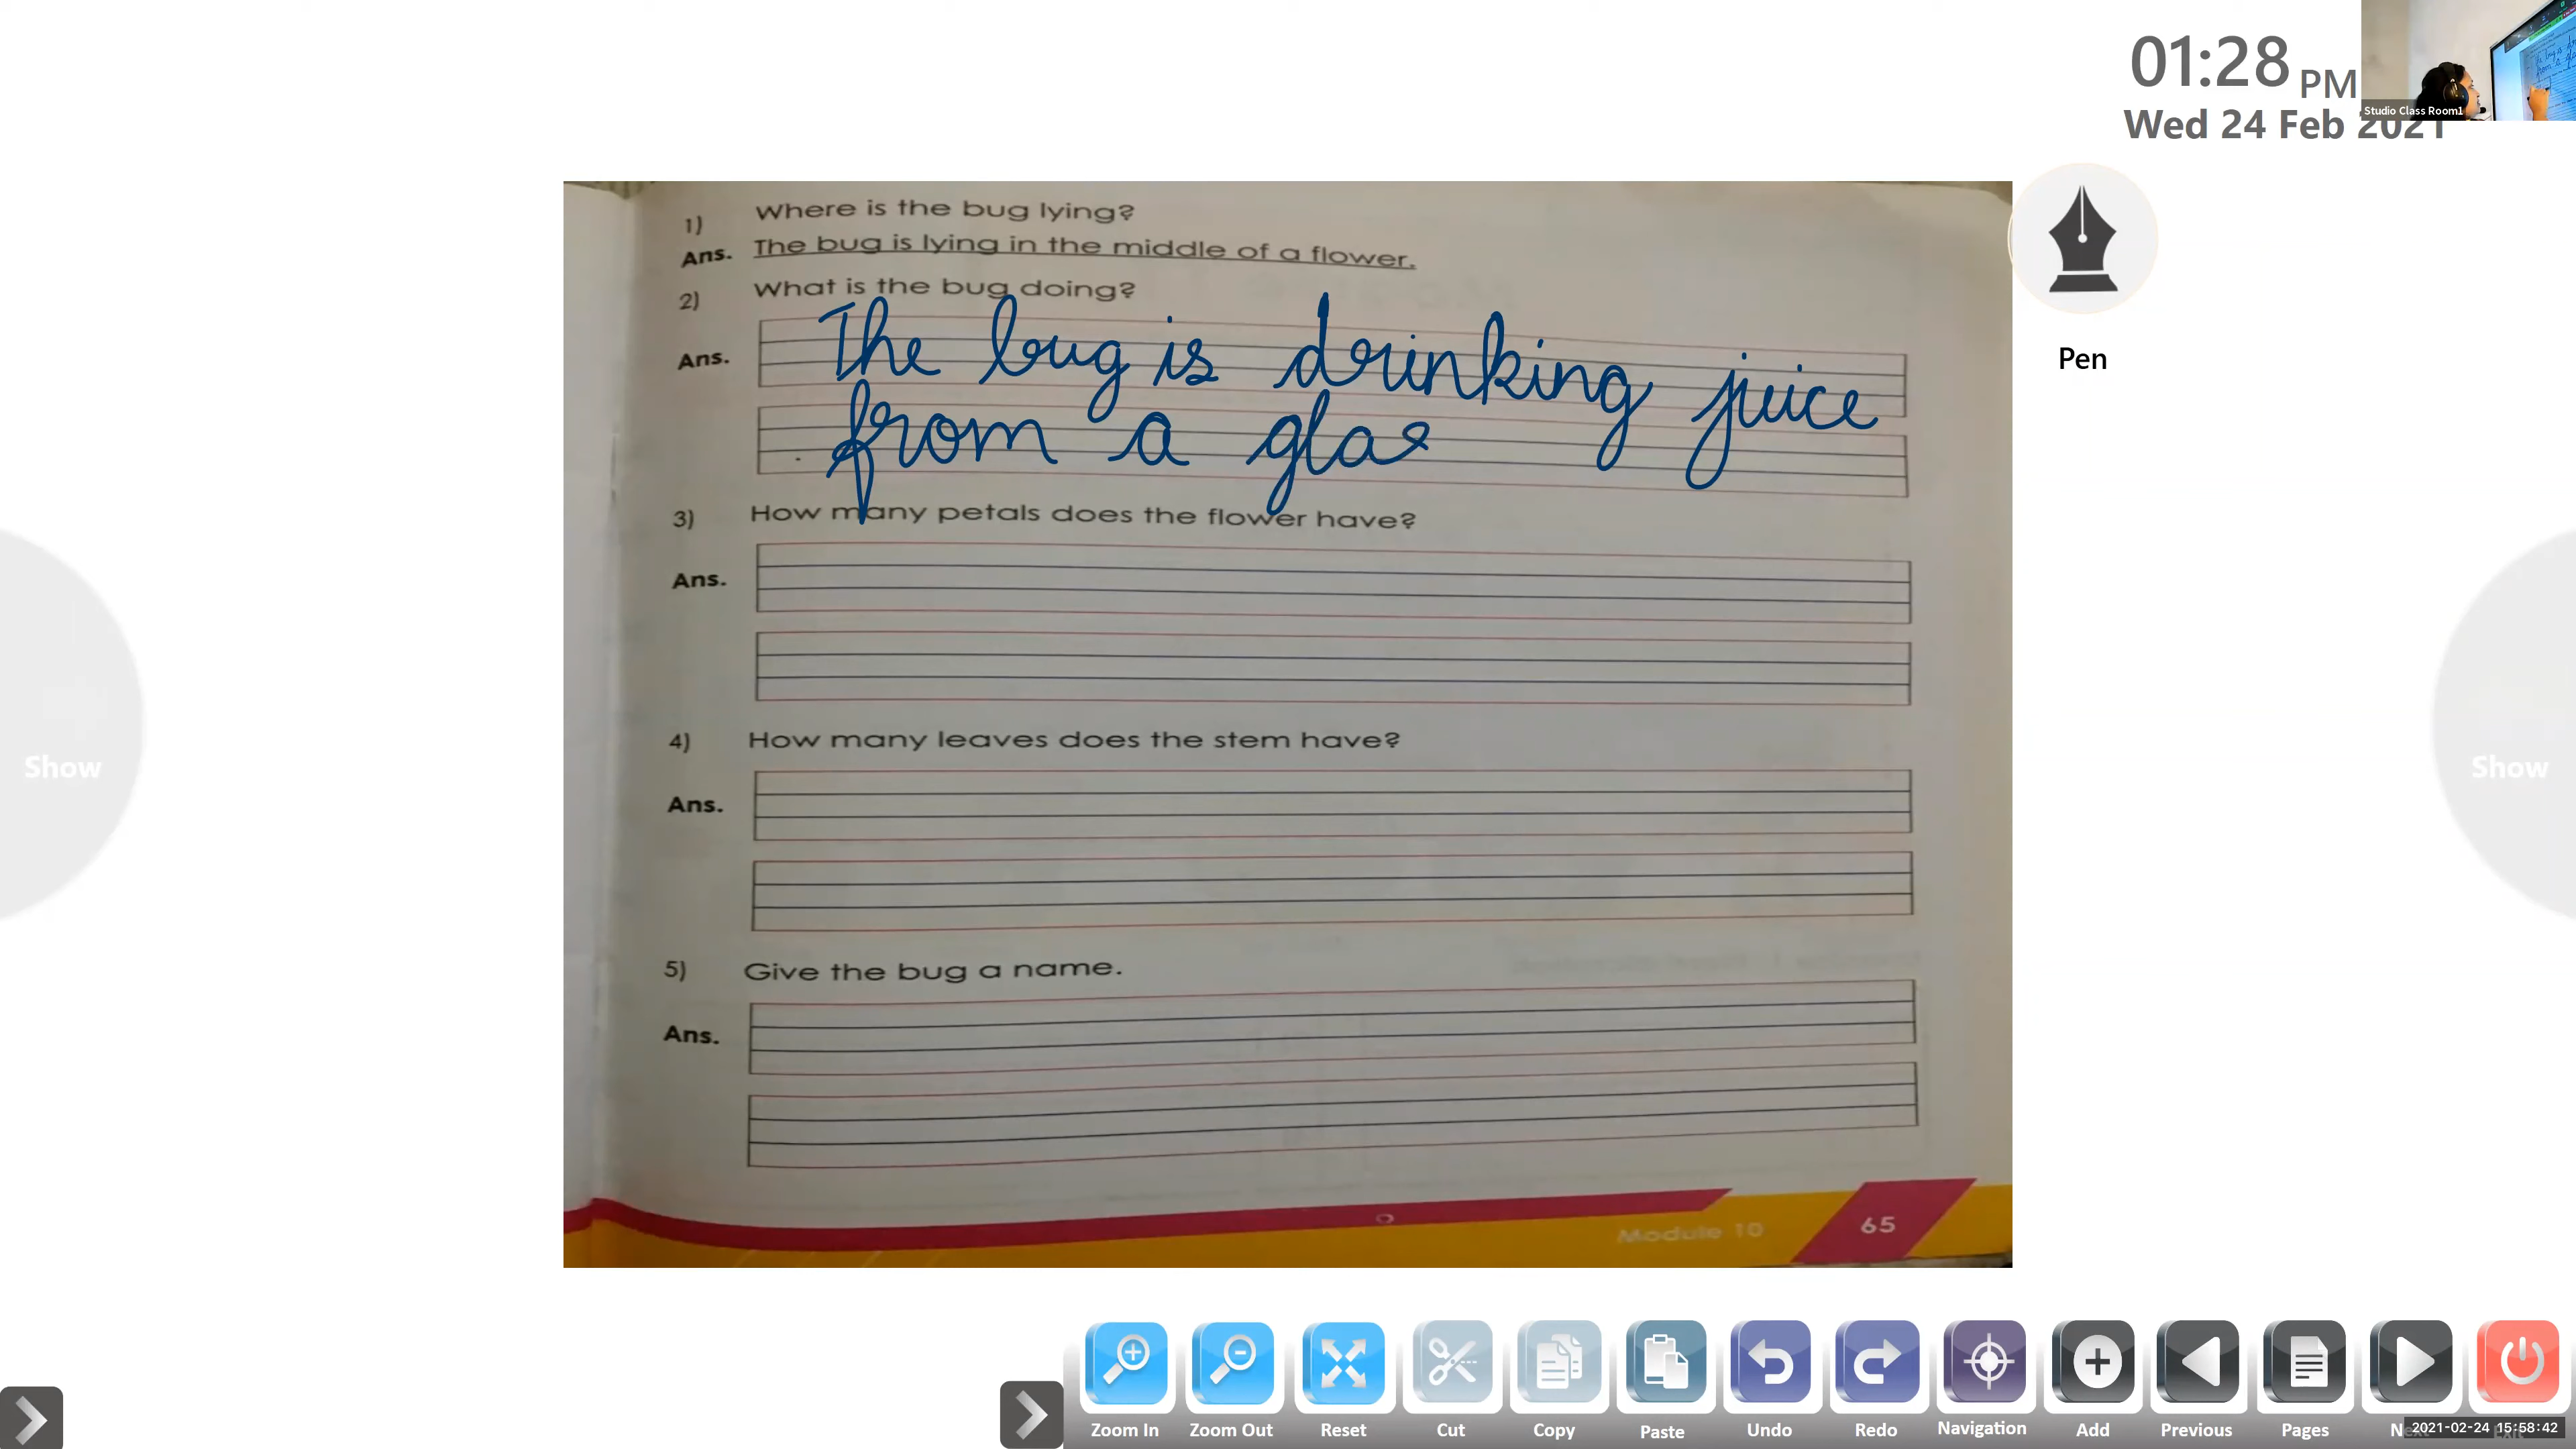 01:28 PM
Wed 24 Feb 2021
Studio Class Room1
Pen
1) Where is the bug lying?
Ans. The bug is lying in the middle of a flower.
2) What is the bug doing?
Ans. The bug is drinking juice
from a glas
3) How many petals does the flower have?
Ans.
4) How many leaves does the stem have?
Ans.
5) Give the bug a name.
Ans.
Module 10 65
Show
Show
Zoom In Zoom Out Reset Cut Copy Paste Undo Redo Navigation Add Previous Pages
2021-02-24 15:58:42